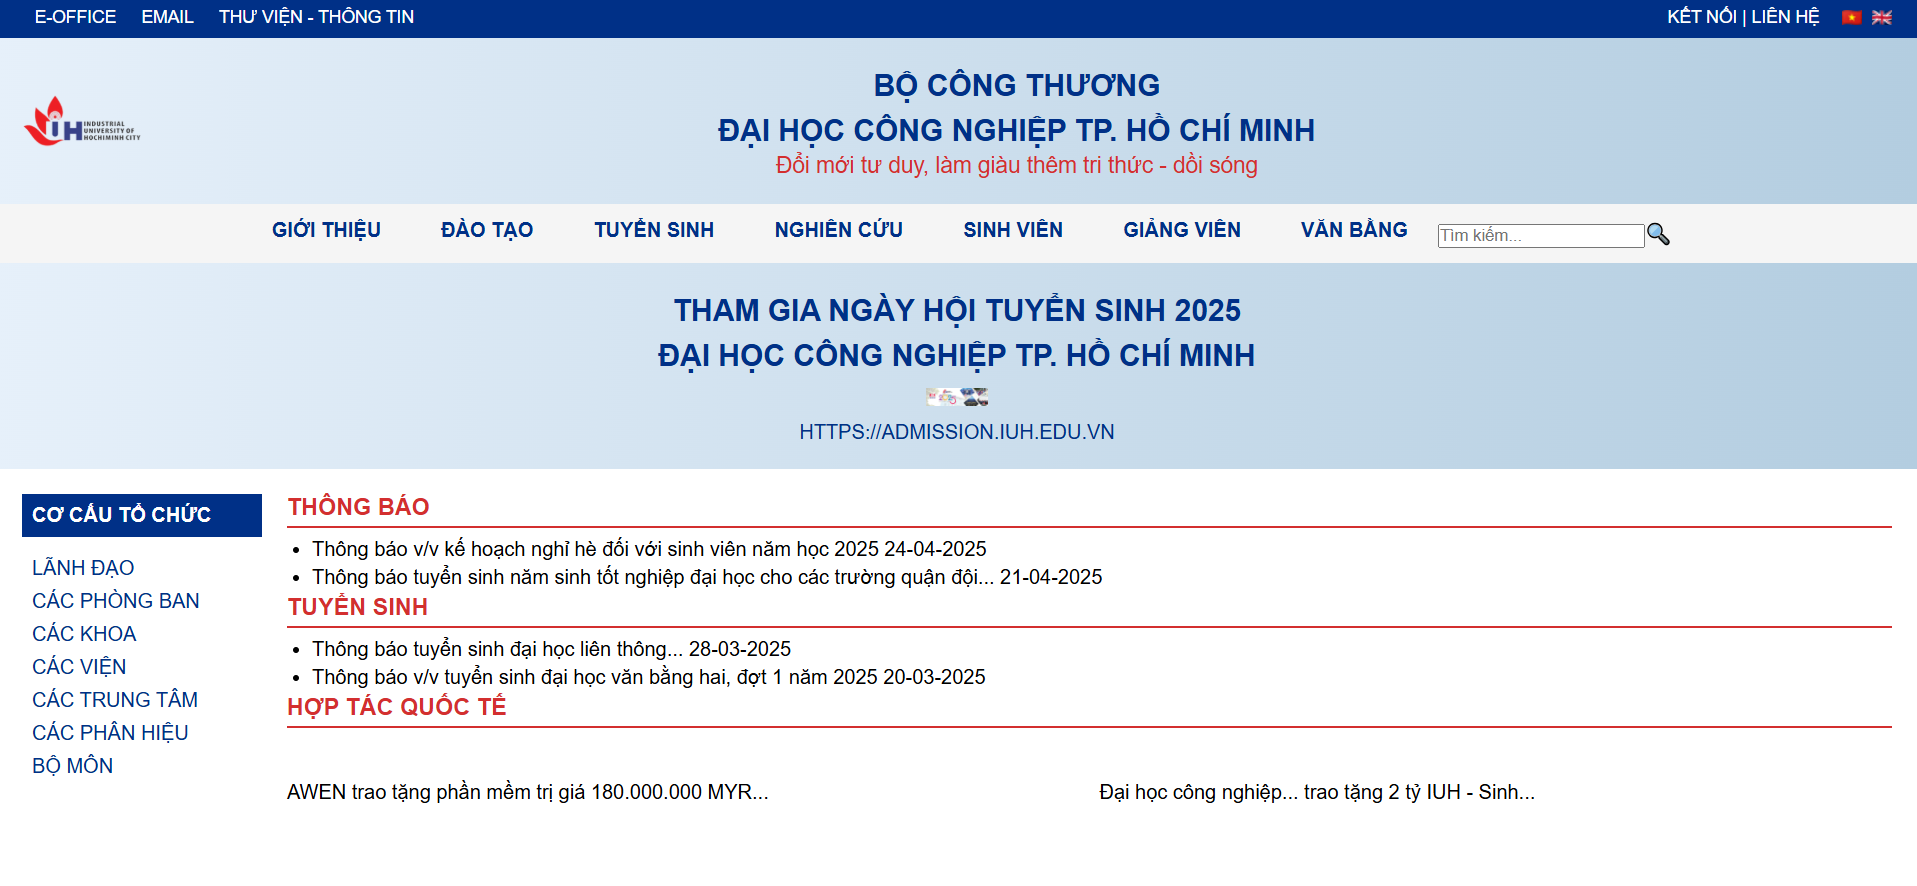 E-OFFICE EMAIL THƯ VIỆN - THÔNG TIN KẾT NỐI | LIÊN HỆ
IUH INDUSTRIAL
UNIVERSITY OF
HOCHIMINH CITY
BỘ CÔNG THƯƠNG
ĐẠI HỌC CÔNG NGHIỆP TP. HỒ CHÍ MINH
Đổi mới tư duy, làm giàu thêm tri thức - dồi sóng
GIỚI THIỆU ĐÀO TẠO TUYỂN SINH NGHIÊN CỨU SINH VIÊN GIẢNG VIÊN VĂN BẰNG Tìm kiếm...
THAM GIA NGÀY HỘI TUYỂN SINH 2025
ĐẠI HỌC CÔNG NGHIỆP TP. HỒ CHÍ MINH
HTTPS://ADMISSION.IUH.EDU.VN
CƠ CẤU TỔ CHỨC
LÃNH ĐẠO
CÁC PHÒNG BAN
CÁC KHOA
CÁC VIỆN
CÁC TRUNG TÂM
CÁC PHÂN HIỆU
BỘ MÔN
THÔNG BÁO
Thông báo v/v kế hoạch nghỉ hè đối với sinh viên năm học 2025 24-04-2025
Thông báo tuyển sinh năm sinh tốt nghiệp đại học cho các trường quận đội... 21-04-2025
TUYỂN SINH
Thông báo tuyển sinh đại học liên thông... 28-03-2025
Thông báo v/v tuyển sinh đại học văn bằng hai, đợt 1 năm 2025 20-03-2025
HỢP TÁC QUỐC TẾ
AWEN trao tặng phần mềm trị giá 180.000.000 MYR...
Đại học công nghiệp... trao tặng 2 tỷ IUH - Sinh...